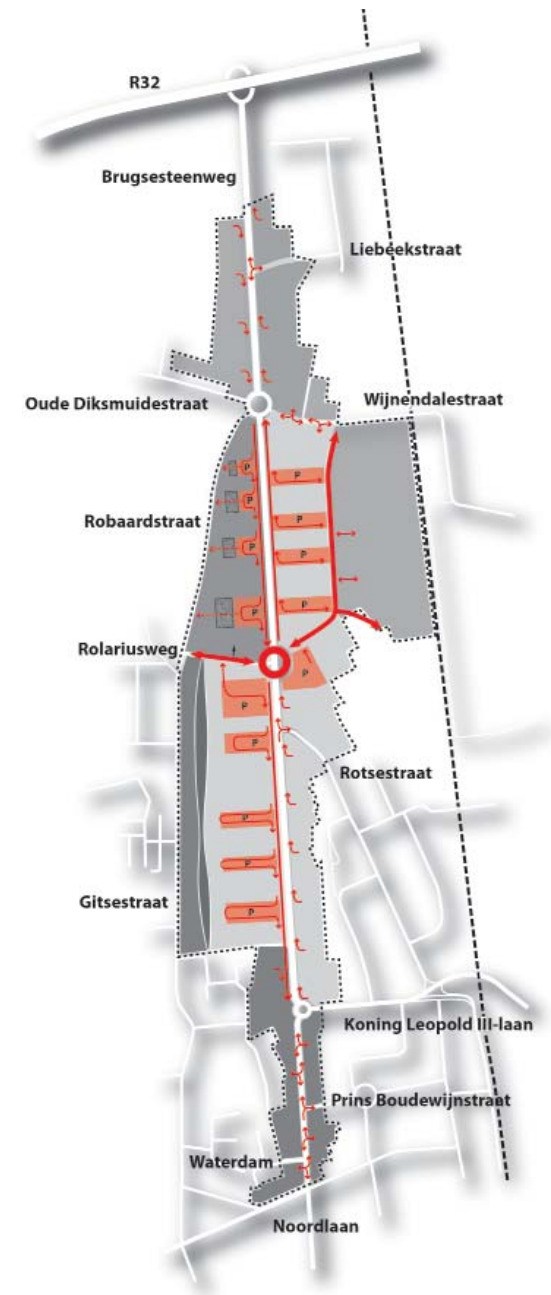 R32
Brugsesteenweg
Liebeekstraat
Oude Diksmuidestraat
Wijnendalestraat
P
P
P
Robaardstraat
P
P
P
P
P
Rolariusweg
P
P
P
Rotsestraat
P
P
Gitsestraat
P
Koning Leopold III-laan
Prins Boudewijnstraat
Waterdam
Noordlaan